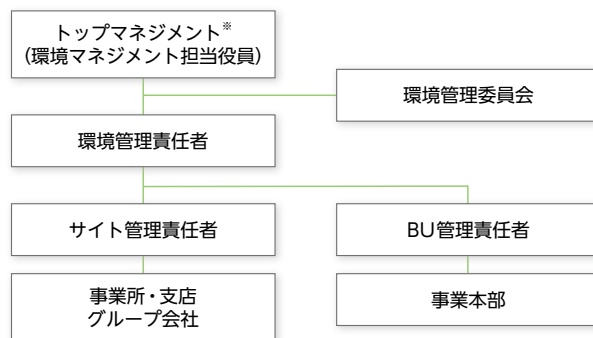 トップマネジメント※
(環境マネジメント担当役員)
環境管理委員会
環境管理責任者
サイト管理責任者
BU管理責任者
事業所・支店
グループ会社
事業本部